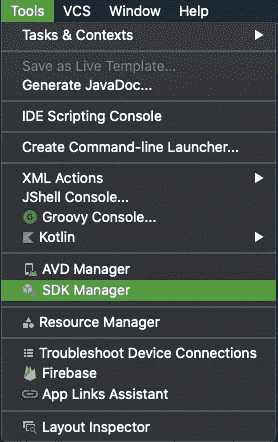 Tools VCS Window Help
Tasks & Contexts
Save as Live Template...
Generate JavaDoc...
IDE Scripting Console
Create Command-line Launcher...
XML Actions
JShell Console...
Groovy Console...
Kotlin
AVD Manager
SDK Manager
Resource Manager
Troubleshoot Device Connections
Firebase
App Links Assistant
Layout Inspector